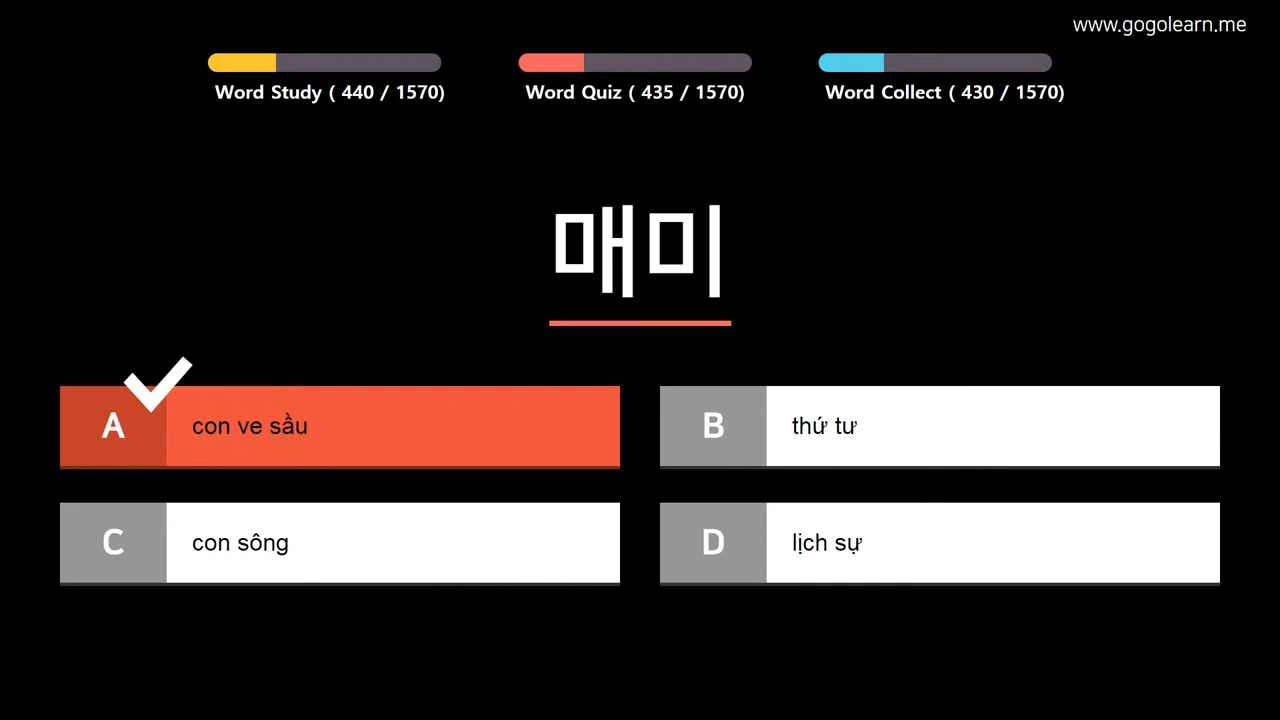 www.gogolearn.me
Word Study ( 440 / 1570)
Word Quiz ( 435 / 1570)
Word Collect ( 430 / 1570)
매미
A con ve sầu
B thứ tư
C con sông
D lịch sự